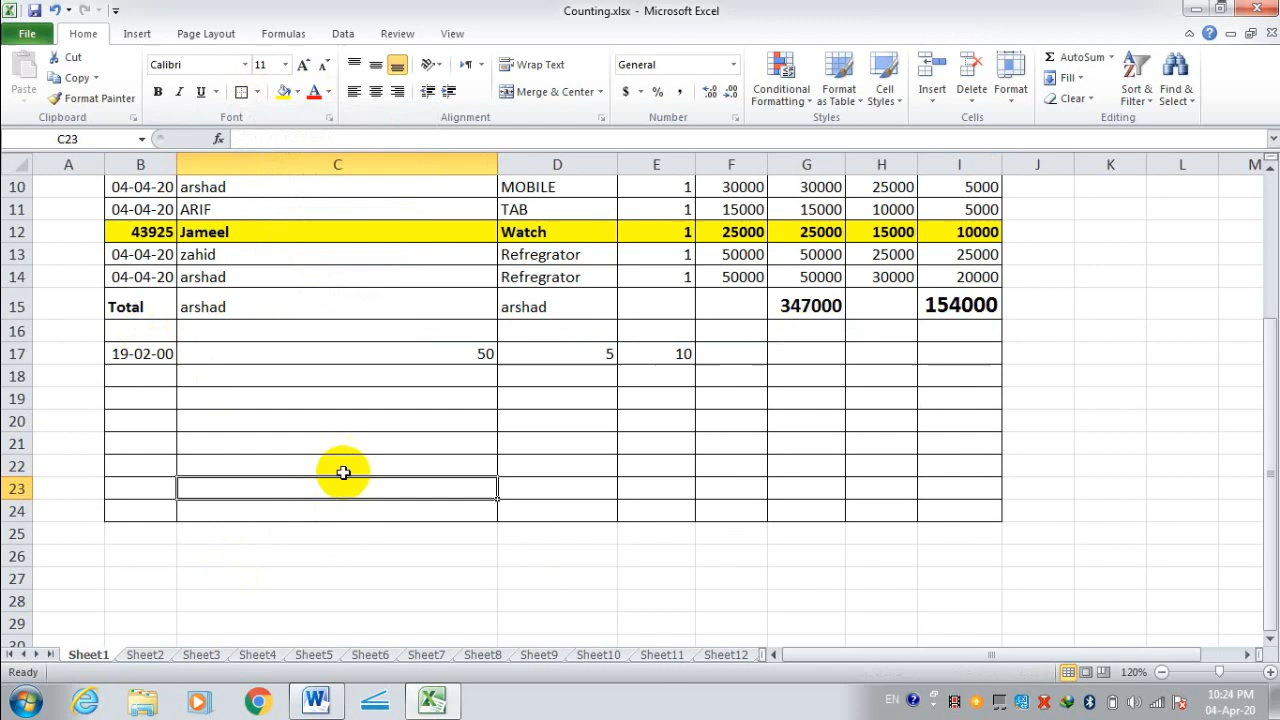 Counting.xlsx - Microsoft Excel
File Home Insert Page Layout Formulas Data Review View
Paste Cut Copy Format Painter
Calibri 11
B I U
Wrap Text
Merge & Center
General
$ % ,
Conditional Formatting Format as Table Cell Styles
Insert Delete Format
Σ AutoSum Fill Clear
Sort & Filter Find & Select
Clipboard Font Alignment Number Styles Cells Editing
C23 fx
A B C D E F G H I J K L M
10 04-04-20 arshad MOBILE 1 30000 30000 25000 5000
11 04-04-20 ARIF TAB 1 15000 15000 10000 5000
12 43925 Jameel Watch 1 25000 25000 15000 10000
13 04-04-20 zahid Refregrator 1 50000 50000 25000 25000
14 04-04-20 arshad Refregrator 1 50000 50000 30000 20000
15 Total arshad arshad 347000 154000
16
17 19-02-00 50 5 10
18
19
20
21
22
23
24
25
26
27
28
29
30
Sheet1 Sheet2 Sheet3 Sheet4 Sheet5 Sheet6 Sheet7 Sheet8 Sheet9 Sheet10 Sheet11 Sheet12
Ready 120%
EN 10:24 PM
04-Apr-20